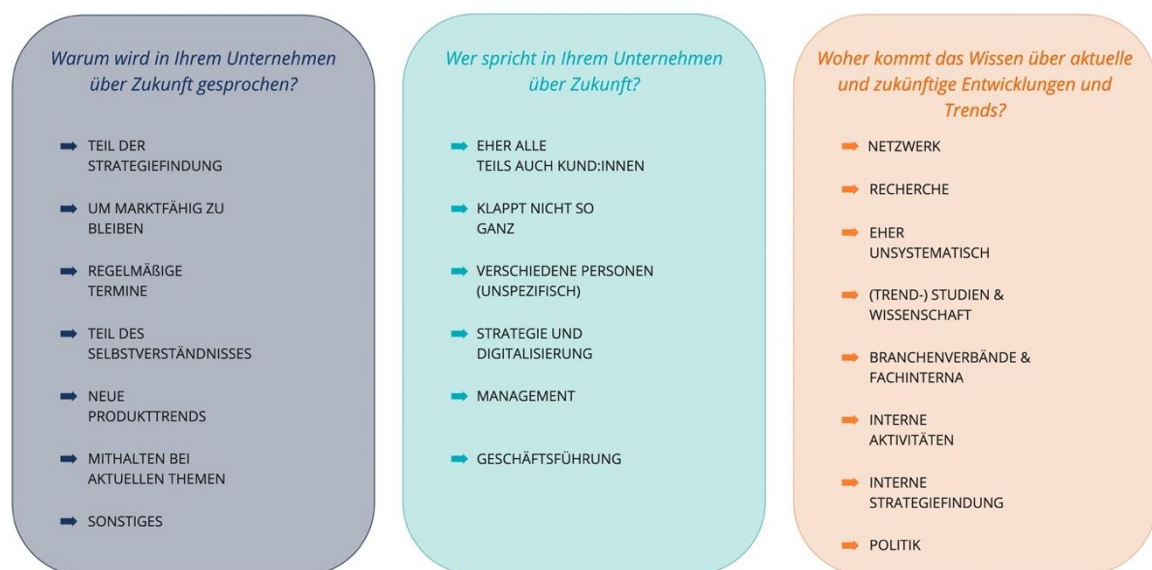 Warum wird in Ihrem Unternehmen
über Zukunft gesprochen?
TEIL DER
STRATEGIEFINDUNG
UM MARKTFÄHIG ZU
BLEIBEN
REGELMÄßIGE
TERMINE
TEIL DES
SELBSTVERSTÄNDNISSES
NEUE
PRODUKTTRENDS
MITHALTEN BEI
AKTUELLEN THEMEN
SONSTIGES
Wer spricht in Ihrem Unternehmen
über Zukunft?
EHER ALLE
TEILS AUCH KUND:INNEN
KLAPPT NICHT SO
GANZ
VERSCHIEDENE PERSONEN
(UNSPEZIFISCH)
STRATEGIE UND
DIGITALISIERUNG
MANAGEMENT
GESCHÄFTSFÜHRUNG
Woher kommt das Wissen über aktuelle
und zukünftige Entwicklungen und
Trends?
NETZWERK
RECHERCHE
EHER
UNSYSTEMATISCH
(TREND-) STUDIEN &
WISSENSCHAFT
BRANCHENVERBÄNDE &
FACHINTERNA
INTERNE
AKTIVITÄTEN
INTERNE
STRATEGIEFINDUNG
POLITIK